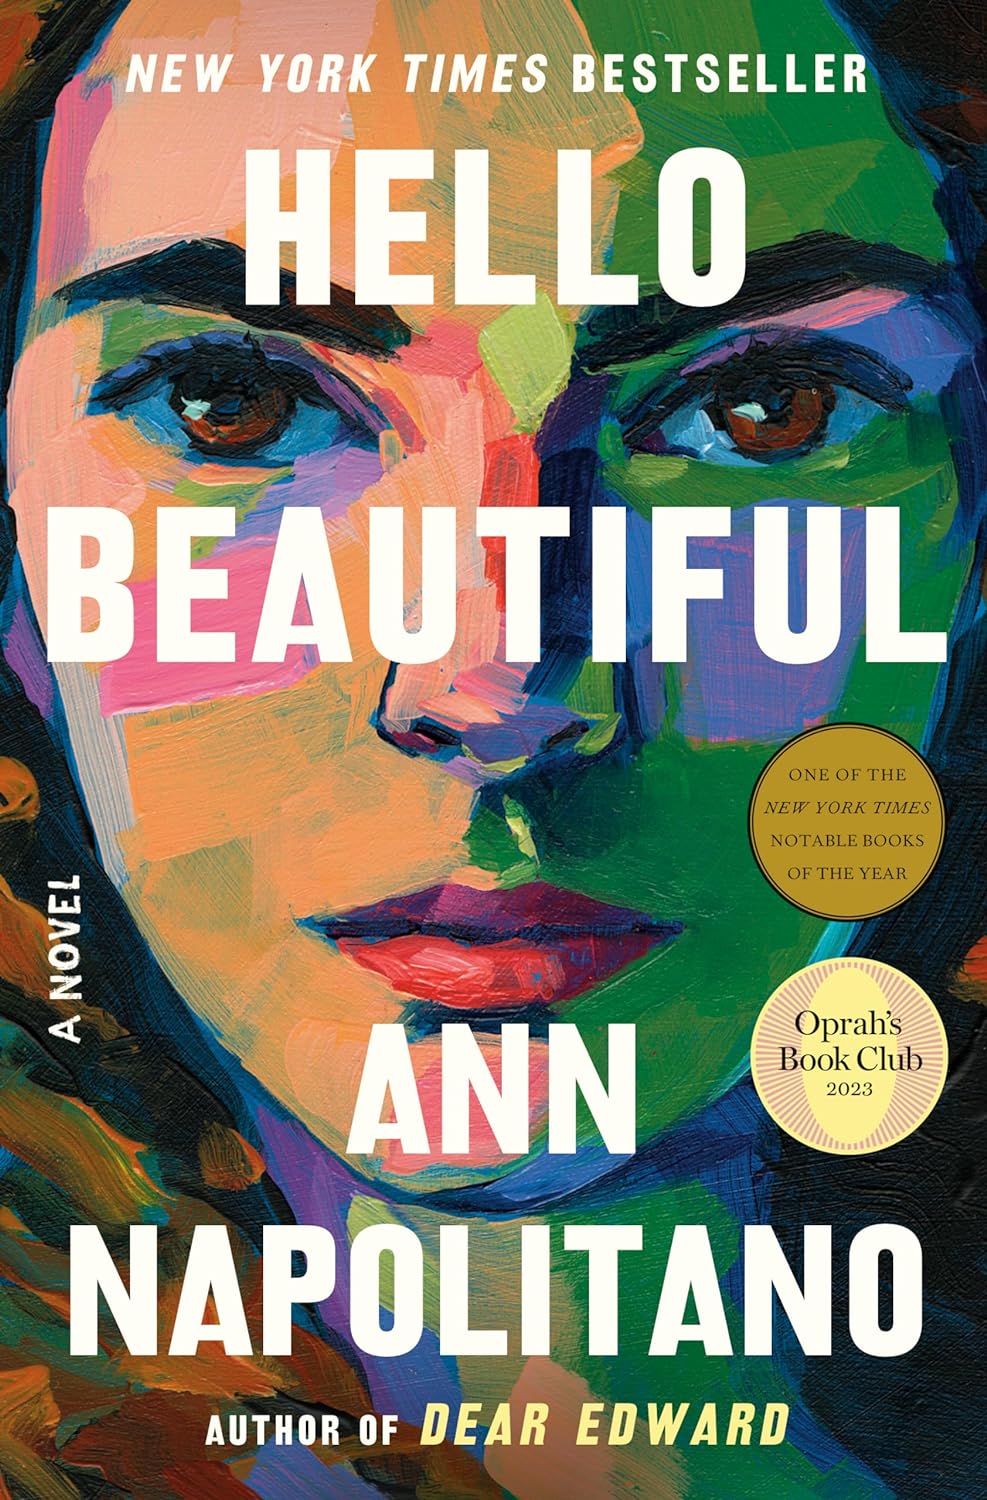 NEW YORK TIMES BESTSELLER
HELLO
BEAUTIFUL
ONE OF THE
NEW YORK TIMES
NOTABLE BOOKS
OF THE YEAR
A NOVEL
Oprah's
Book Club
2023
ANN
NAPOLITANO
AUTHOR OF DEAR EDWARD